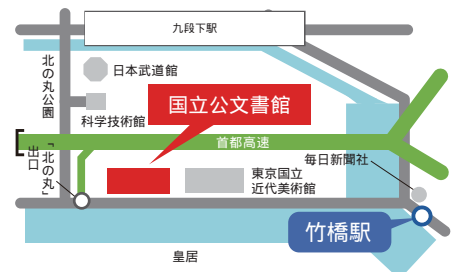 九段下駅
北の丸公園
日本武道館
科学技術館
国立公文書館
首都高速
「北の丸」
出口
毎日新聞社
東京国立
近代美術館
竹橋駅
皇居